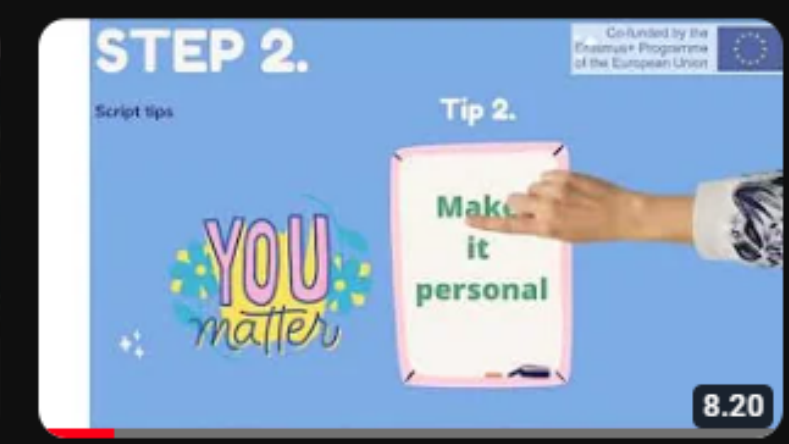 STEP 2.
Co-funded by the
Erasmus+ Programme
of the European Union
Script tips
Tip 2.
YOU
matter
Make
it
personal
8.20